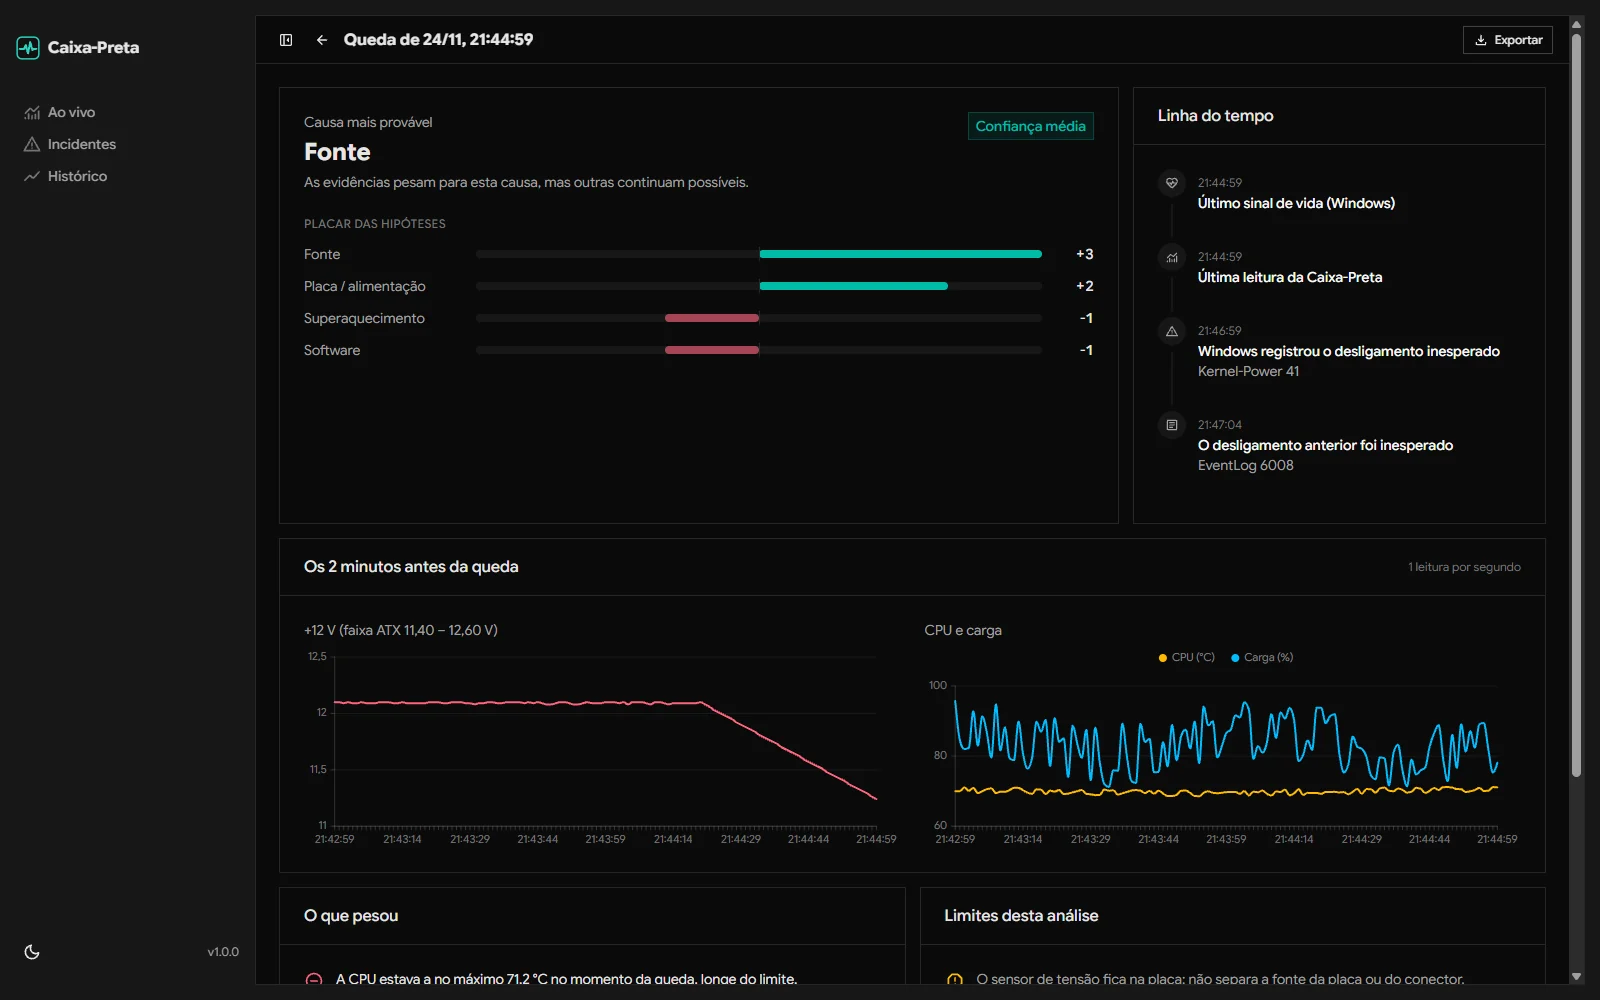 Caixa-Preta
Ao vivo
Incidentes
Histórico
v1.0.0
Queda de 24/11, 21:44:59
Exportar
Causa mais provável
Fonte
As evidências pesam para esta causa, mas outras continuam possíveis.
Confiança média
PLACAR DAS HIPÓTESES
Fonte +3
Placa / alimentação +2
Superaquecimento -1
Software -1
Linha do tempo
21:44:59
Último sinal de vida (Windows)
21:44:59
Última leitura da Caixa-Preta
21:46:59
Windows registrou o desligamento inesperado
Kernel-Power 41
21:47:04
O desligamento anterior foi inesperado
EventLog 6008
Os 2 minutos antes da queda
1 leitura por segundo
+12 V (faixa ATX 11,40 – 12,60 V)
12,5
12
11,5
11
21:42:59 21:43:14 21:43:29 21:43:44 21:43:59 21:44:14 21:44:29 21:44:44 21:44:59
CPU e carga
CPU (°C) Carga (%)
100
80
60
21:42:59 21:43:14 21:43:29 21:43:44 21:43:59 21:44:14 21:44:29 21:44:44 21:44:59
O que pesou
A CPU estava a no máximo 71,2 °C no momento da queda, longe do limite.
Limites desta análise
O sensor de tensão fica na placa: não separa a fonte da placa ou do conector.